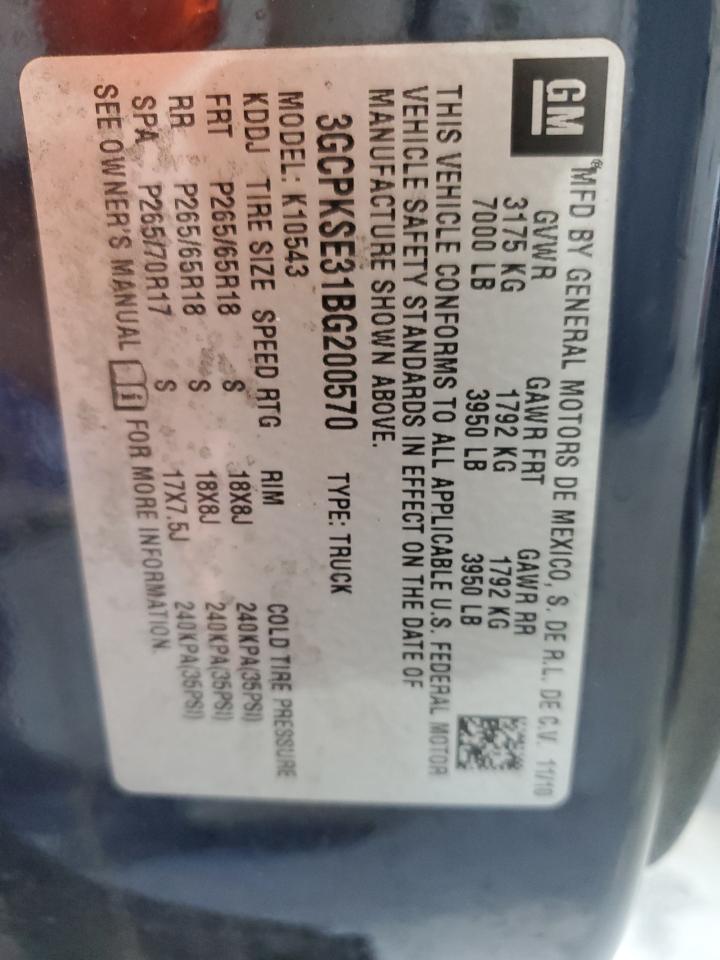 GM
®MFD BY GENERAL MOTORS DE MEXICO, S. DE R.L. DE C.V. 11/10
GVWR GAWR FRT GAWR RR
3175 KG 1792 KG 1792 KG
7000 LB 3950 LB 3950 LB
THIS VEHICLE CONFORMS TO ALL APPLICABLE U.S. FEDERAL MOTOR
VEHICLE SAFETY STANDARDS IN EFFECT ON THE DATE OF
MANUFACTURE SHOWN ABOVE.
3GCPKSE31BG200570 TYPE: TRUCK
MODEL: K10543
KDDJ TIRE SIZE SPEED RTG RIM COLD TIRE PRESSURE
FRT P265/65R18 S 18X8J 240KPA(35PSI)
RR P265/65R18 S 18X8J 240KPA(35PSI)
SPA P265/70R17 S 17X7.5J 240KPA(35PSI)
SEE OWNER'S MANUAL i FOR MORE INFORMATION.